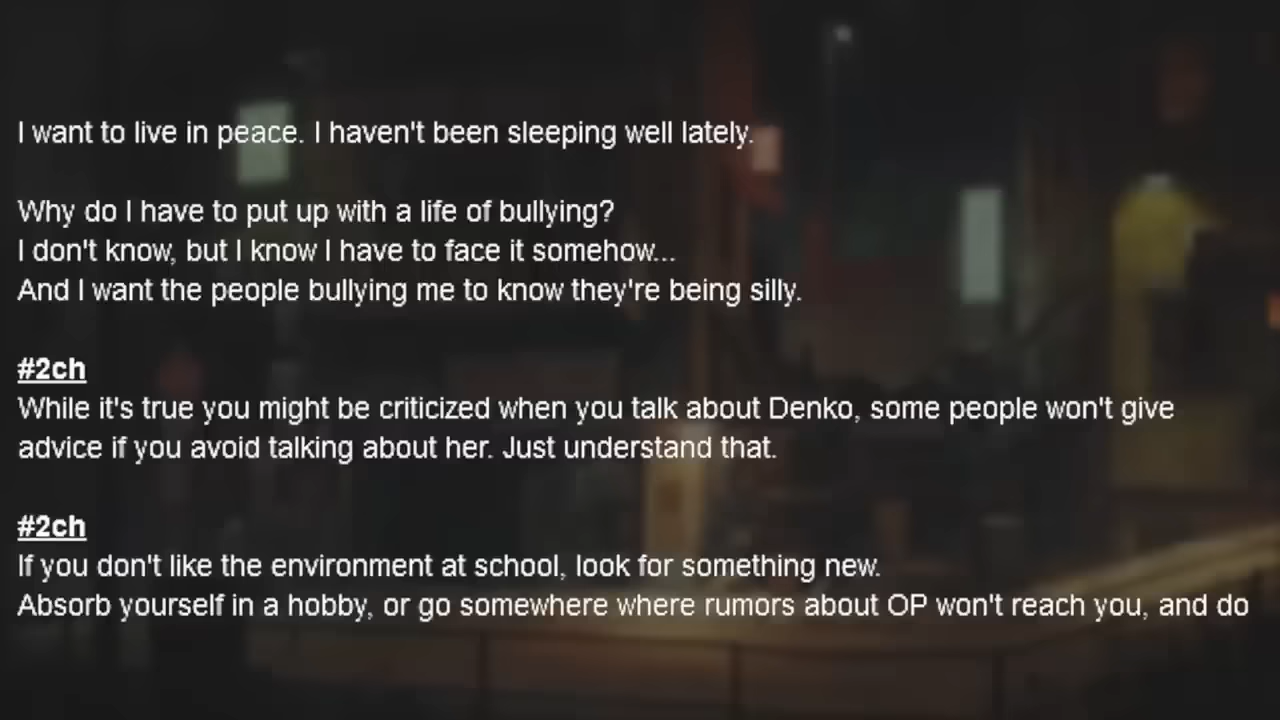 I want to live in peace. I haven't been sleeping well lately.
Why do I have to put up with a life of bullying?
I don't know, but I know I have to face it somehow...
And I want the people bullying me to know they're being silly.
#2ch
While it's true you might be criticized when you talk about Denko, some people won't give
advice if you avoid talking about her. Just understand that.
#2ch
If you don't like the environment at school, look for something new.
Absorb yourself in a hobby, or go somewhere where rumors about OP won't reach you, and do